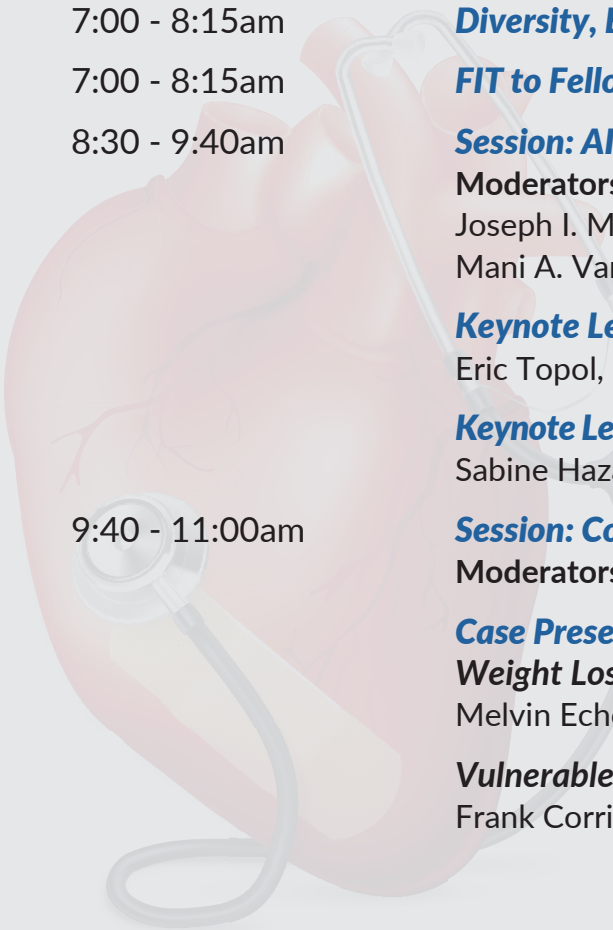 7:00 - 8:15am Diversity,
7:00 - 8:15am FIT to Fello
8:30 - 9:40am Session: AI
Moderators
Joseph I. M
Mani A. Var
Keynote Le
Eric Topol,
Keynote Le
Sabine Haza
9:40 - 11:00am Session: Co
Moderators
Case Prese
Weight Los
Melvin Eche
Vulnerable
Frank Corri